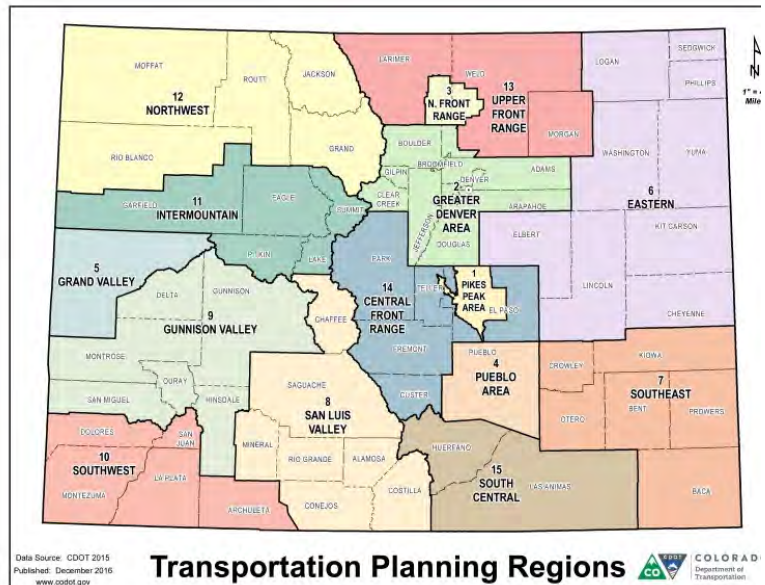 MOFFAT
ROUTT
JACKSON
LARIMER
WELD
LOGAN
SEDGWICK
PHILLIPS
N
12
NORTHWEST
3
N. FRONT
RANGE
13
UPPER
FRONT
RANGE
MORGAN
GRAND
RIO BLANCO
BOULDER
BROOMFIELD
GILPIN
DENVER
ADAMS
WASHINGTON
YUMA
11
INTERMOUNTAIN
GARFIELD
EAGLE
SUMMIT
CLEAR
CREEK
2
GREATER
DENVER
AREA
JEFFERSON
ARAPAHOE
DOUGLAS
6
EASTERN
ELBERT
KIT CARSON
PITKIN
LAKE
PARK
5
GRAND VALLEY
DELTA
GUNNISON
9
GUNNISON VALLEY
CHAFFEE
14
CENTRAL
FRONT
RANGE
TELLER
1
PIKES
PEAK
AREA
EL PASO
LINCOLN
CHEYENNE
MONTROSE
OURAY
SAN MIGUEL
HINSDALE
SAGUACHE
FREMONT
CUSTER
PUEBLO
4
PUEBLO
AREA
CROWLEY
KIOWA
7
SOUTHEAST
OTERO
BENT
PROWERS
8
SAN LUIS
VALLEY
DOLORES
SAN
JUAN
10
SOUTHWEST
MINERAL
RIO GRANDE
ALAMOSA
HUERFANO
15
SOUTH
CENTRAL
LAS ANIMAS
BACA
MONTEZUMA
LA PLATA
ARCHULETA
CONEJOS
COSTILLA
Data Source: CDOT 2015
Published: December 2016
www.codot.gov
Transportation Planning Regions
CO
CDOT
COLORADO
Department of
Transportation